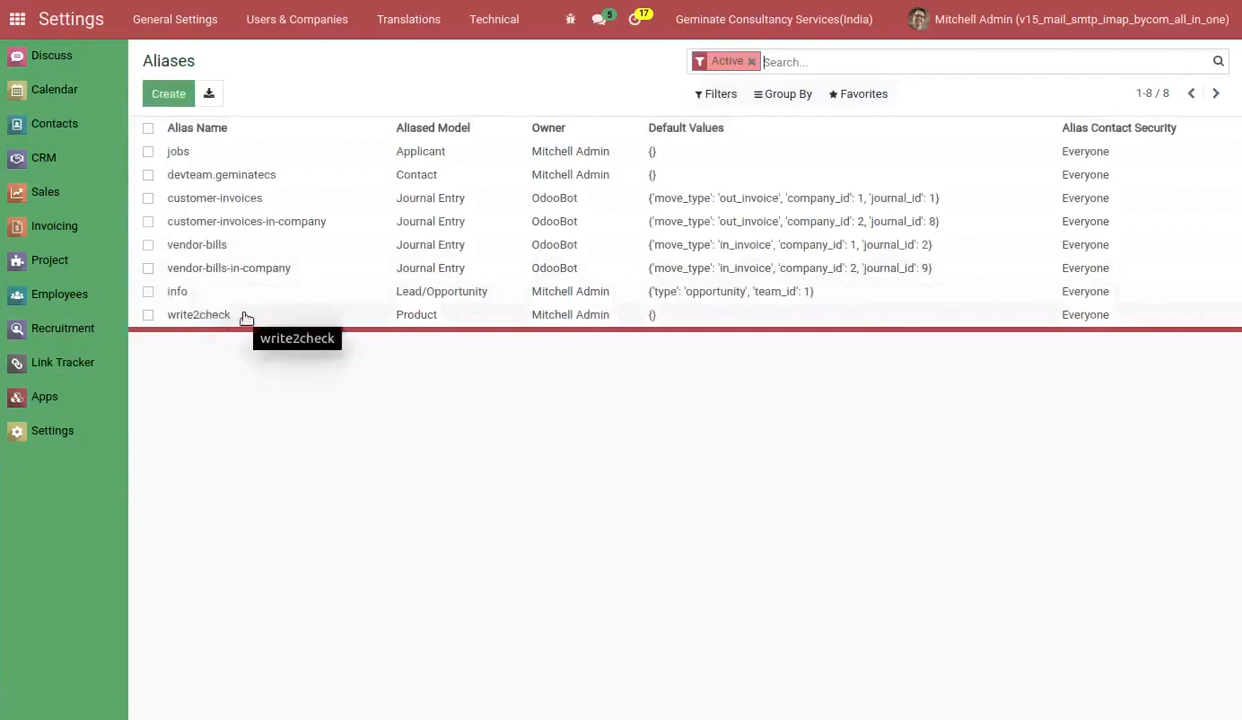 Settings General Settings Users & Companies Translations Technical 5 17 Geminate Consultancy Services(India) Mitchell Admin (v15_mail_smtp_imap_bycom_all_in_one)
Discuss
Calendar
Contacts
CRM
Sales
Invoicing
Project
Employees
Recruitment
Link Tracker
Apps
Settings
Aliases
Active Search...
Create
Filters Group By Favorites 1-8 / 8
Alias Name Aliased Model Owner Default Values Alias Contact Security
jobs Applicant Mitchell Admin {} Everyone
devteam.geminatecs Contact Mitchell Admin {} Everyone
customer-invoices Journal Entry OdooBot {'move_type': 'out_invoice', 'company_id': 1, 'journal_id': 1} Everyone
customer-invoices-in-company Journal Entry OdooBot {'move_type': 'out_invoice', 'company_id': 2, 'journal_id': 8} Everyone
vendor-bills Journal Entry OdooBot {'move_type': 'in_invoice', 'company_id': 1, 'journal_id': 2} Everyone
vendor-bills-in-company Journal Entry OdooBot {'move_type': 'in_invoice', 'company_id': 2, 'journal_id': 9} Everyone
info Lead/Opportunity Mitchell Admin {'type': 'opportunity', 'team_id': 1} Everyone
write2check Product Mitchell Admin {} Everyone
write2check